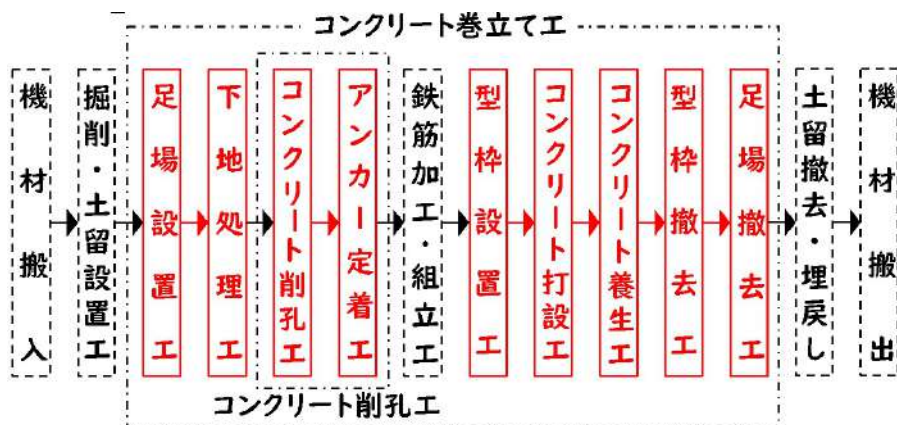 コンクリート巻立て工
機材搬入
掘削・土留設置工
足場設置工
下地処理工
コンクリート削孔工
アンカー定着工
鉄筋加工・組立工
型枠設置工
コンクリート打設工
コンクリート養生工
型枠撤去工
足場撤去工
土留撤去・埋戻し
機材搬出
コンクリート削孔工